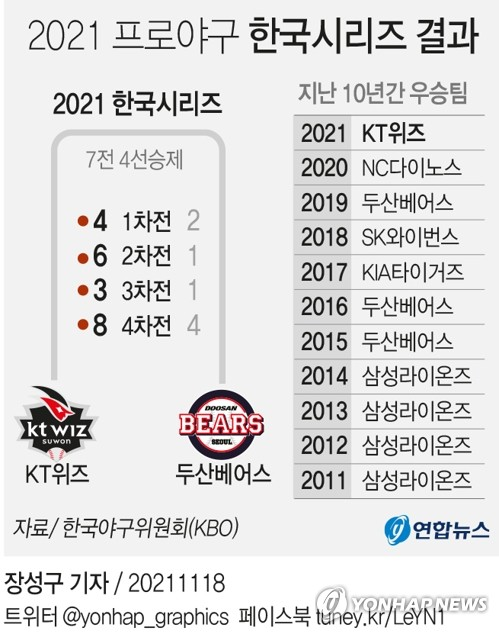 2021 프로야구 한국시리즈 결과
2021 한국시리즈
7전 4선승제
4 1차전 2
6 2차전 1
3 3차전 1
8 4차전 4
kt wiz
suwon
KT위즈
DOOSAN
BEARS
SEOUL
두산베어스
지난 10년간 우승팀
2021 KT위즈
2020 NC다이노스
2019 두산베어스
2018 SK와이번스
2017 KIA타이거즈
2016 두산베어스
2015 두산베어스
2014 삼성라이온즈
2013 삼성라이온즈
2012 삼성라이온즈
2011 삼성라이온즈
자료/ 한국야구위원회(KBO)
연합뉴스
장성구 기자 / 20211118
트위터 @yonhap_graphics 페이스북 tuney.kr/LeYN1
YONHAP NEWS